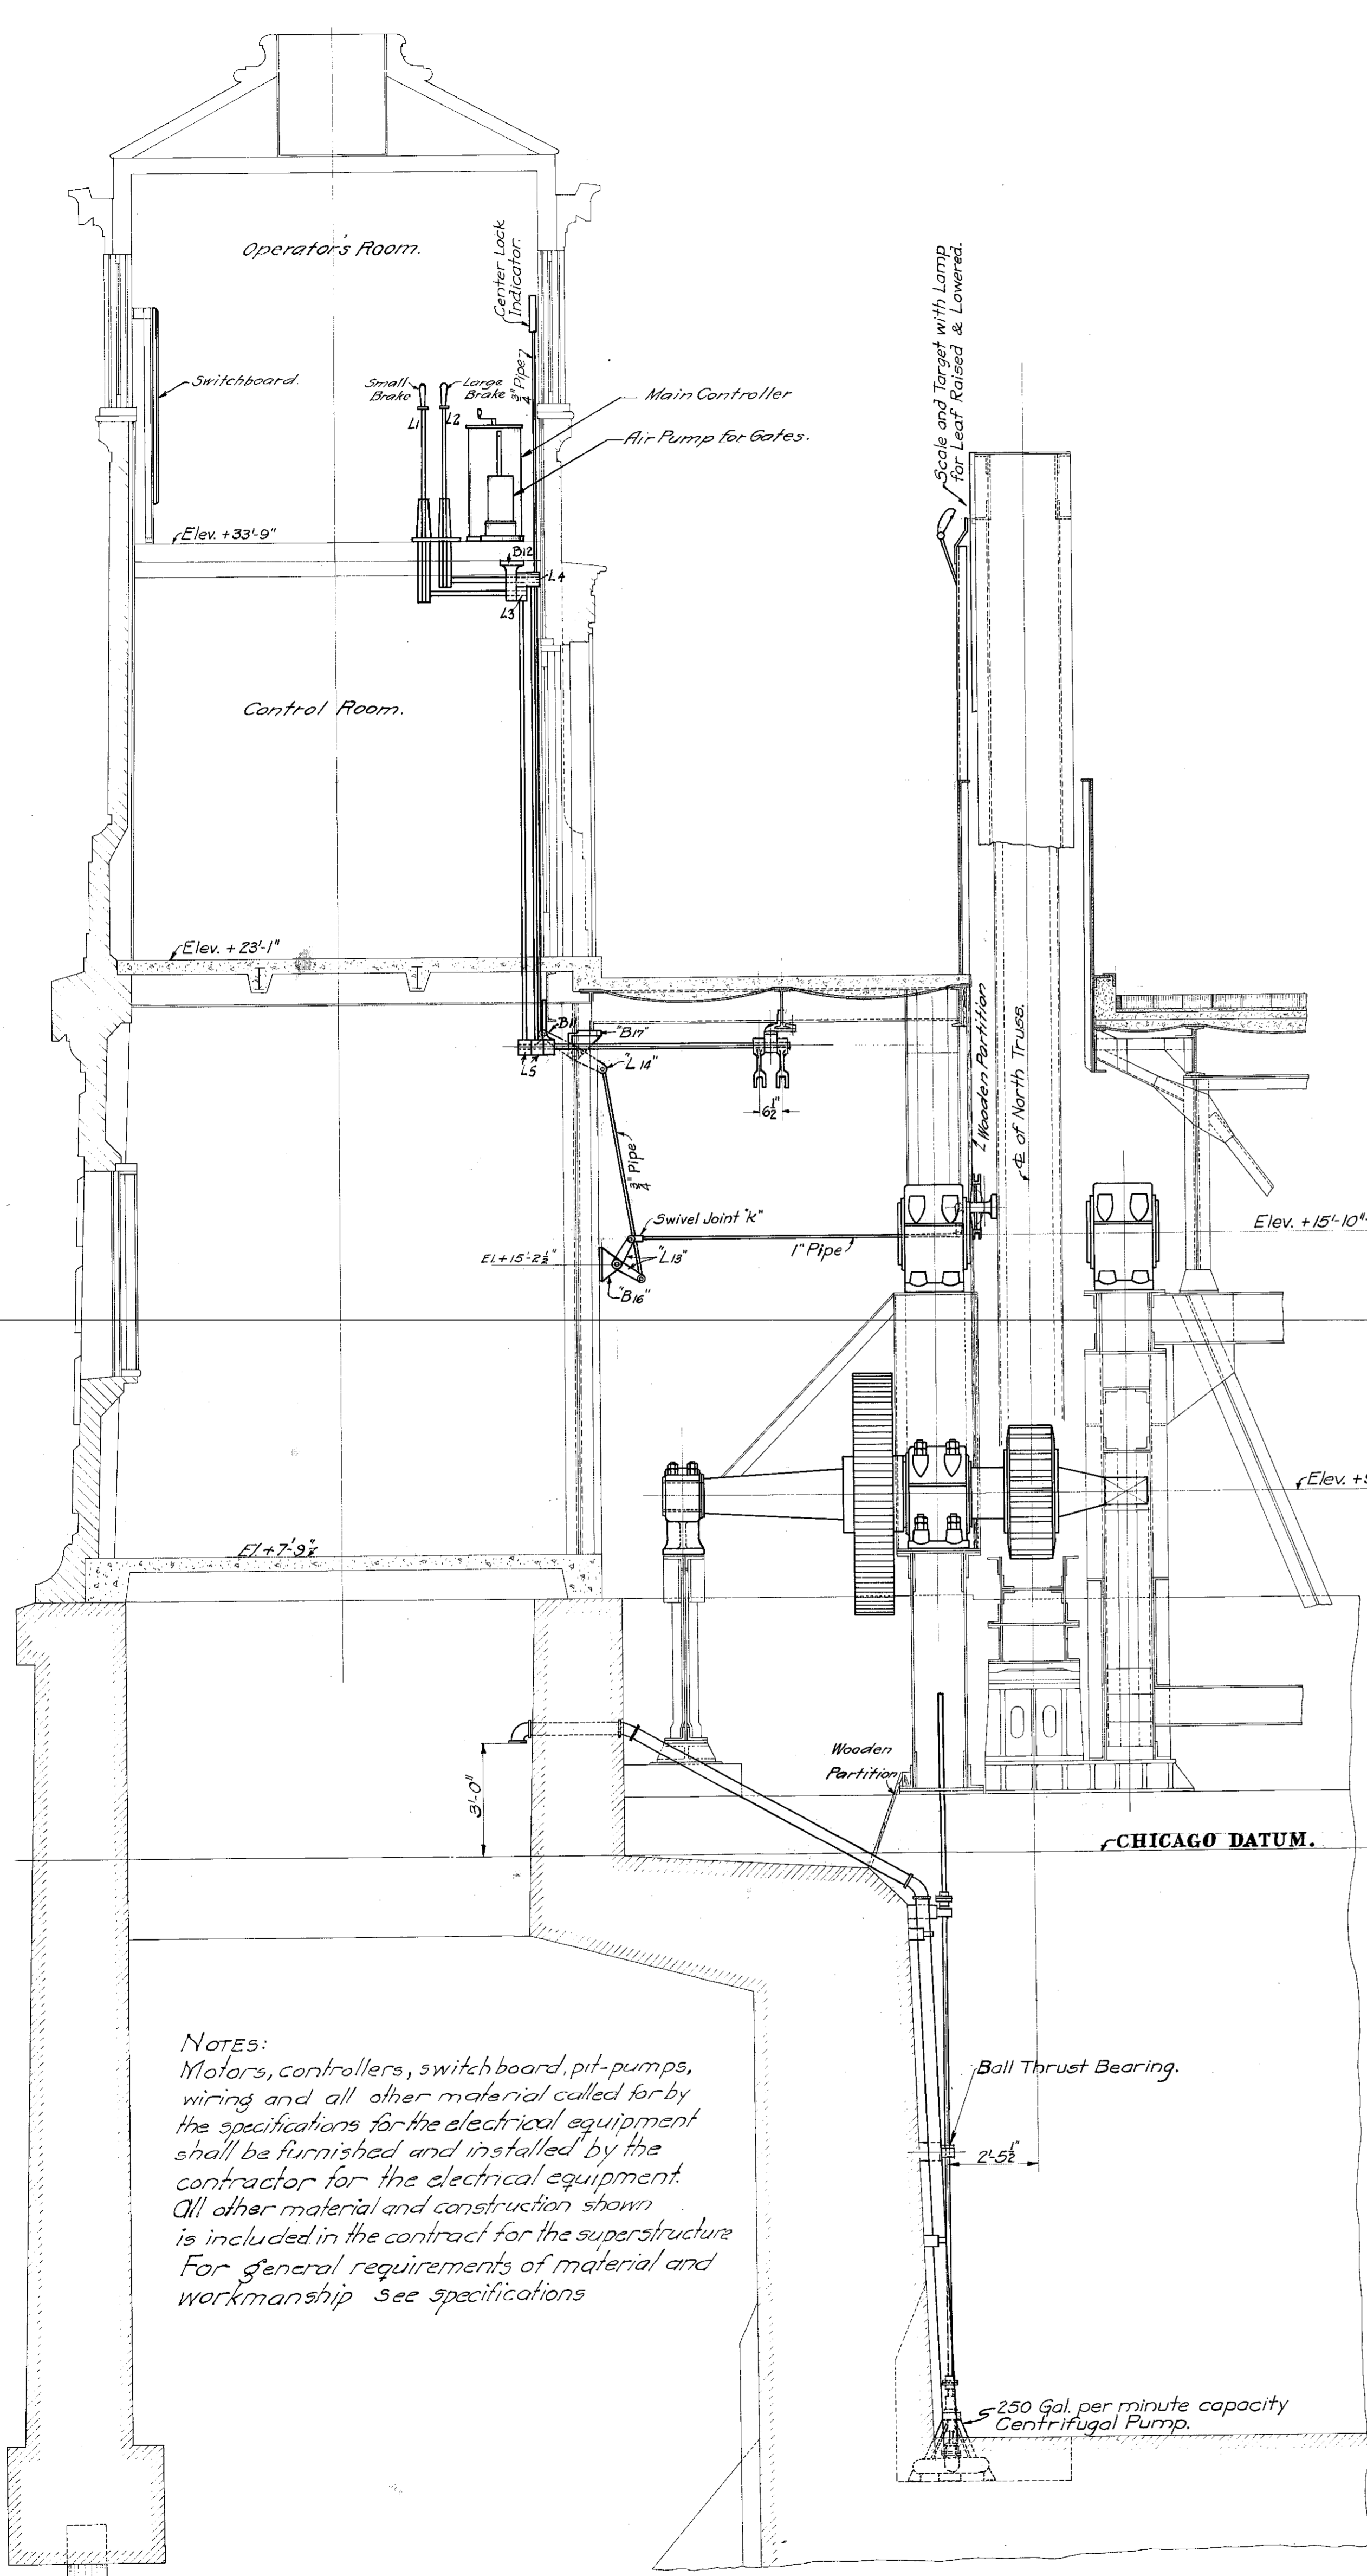 Operator's Room.
Center Lock
Indicator.
Scale and Target with Lamp
for Leaf Raised & Lowered.
Switchboard.
Small
Brake
Large
Brake
3/4" Pipe
L1
L2
Main Controller
Air Pump for Gates.
Elev. +33'-9"
B12
L4
L3
Control Room.
Elev. +23'-1"
B11
"B17"
L5
"L14"
6½"
Wooden Partition
℄ of North Truss.
3/4" Pipe
Swivel Joint "K"
Elev. +15'-10"
El. +15'-2½"
"L13"
1" Pipe
"B16"
Elev. +
El. +7'-9"
Wooden
Partition
3'-0"
CHICAGO DATUM.
NOTES:
Motors, controllers, switchboard, pit-pumps,
wiring and all other material called for by
the specifications for the electrical equipment
shall be furnished and installed by the
contractor for the electrical equipment.
All other material and construction shown
is included in the contract for the superstructure
For general requirements of material and
workmanship see specifications
Ball Thrust Bearing.
2'-5½"
250 Gal. per minute capacity
Centrifugal Pump.